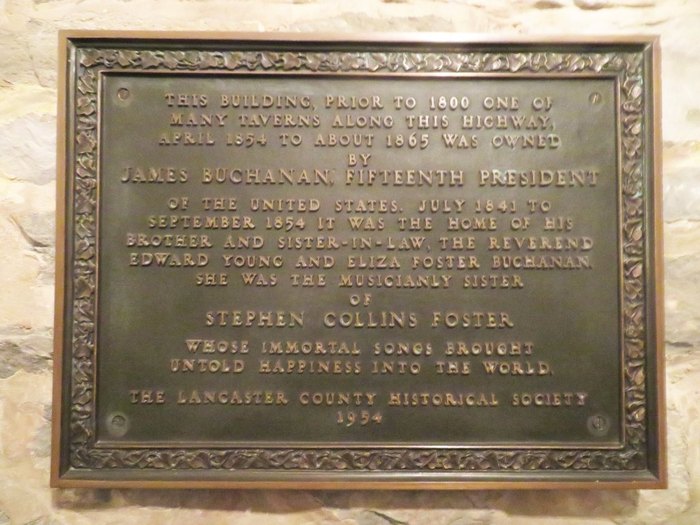 THIS BUILDING, PRIOR TO 1800 ONE OF
MANY TAVERNS ALONG THIS HIGHWAY,
APRIL 1854 TO ABOUT 1865 WAS OWNED
BY
JAMES BUCHANAN, FIFTEENTH PRESIDENT
OF THE UNITED STATES. JULY 1841 TO
SEPTEMBER 1854 IT WAS THE HOME OF HIS
BROTHER AND SISTER-IN-LAW, THE REVEREND
EDWARD YOUNG AND ELIZA FOSTER BUCHANAN.
SHE WAS THE MUSICIANLY SISTER
OF
STEPHEN COLLINS FOSTER
WHOSE IMMORTAL SONGS BROUGHT
UNTOLD HAPPINESS INTO THE WORLD.
THE LANCASTER COUNTY HISTORICAL SOCIETY
1954